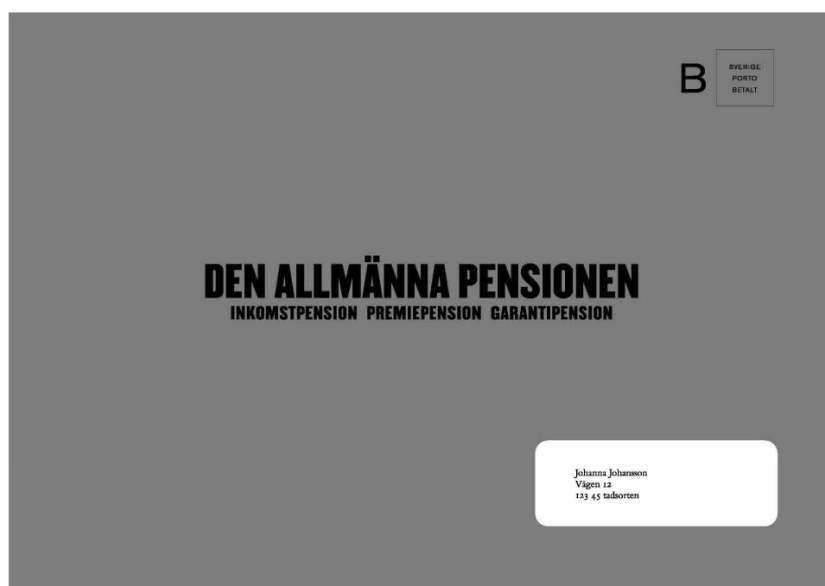 B
SVERIGE
PORTO
BETALT
DEN ALLMÄNNA PENSIONEN
INKOMSTPENSION PREMIEPENSION GARANTIPENSION
Johanna Johansson
Vägen 12
123 45 tadsorten